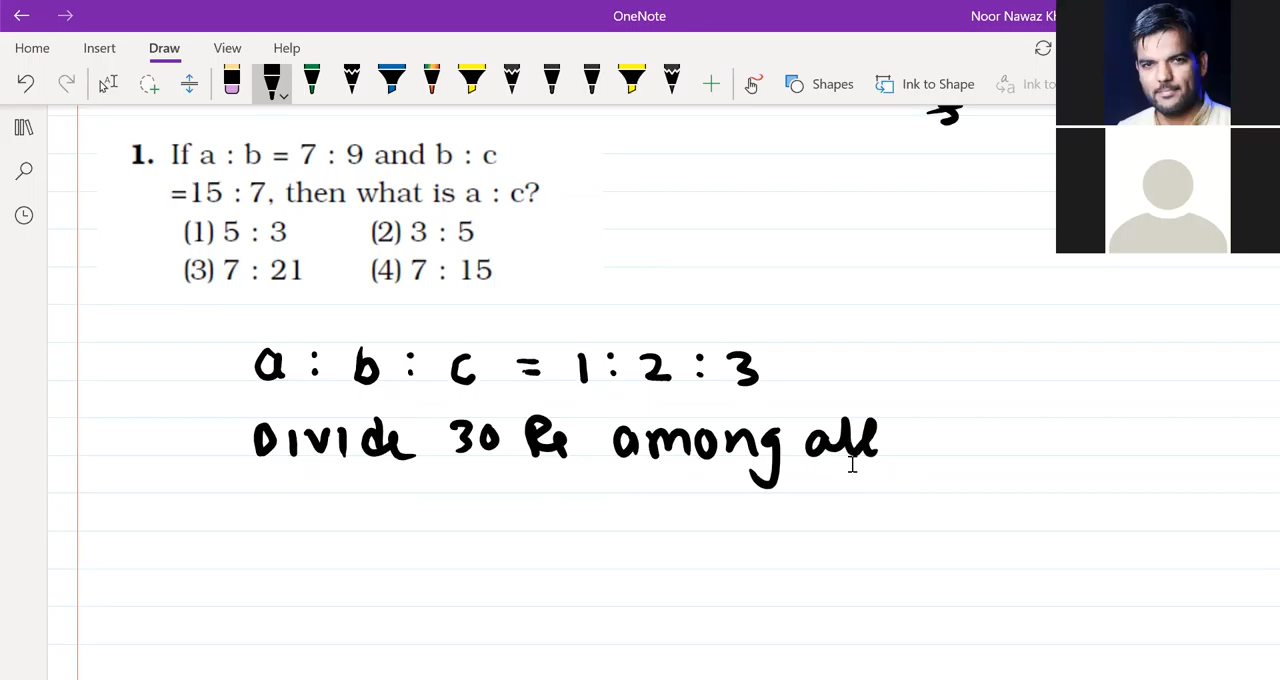 OneNote
Noor Nawaz Kh
Home Insert Draw View Help
Shapes Ink to Shape Ink to
1. If a : b = 7 : 9 and b : c
=15 : 7, then what is a : c?
(1) 5 : 3 (2) 3 : 5
(3) 7 : 21 (4) 7 : 15
a : b : c = 1 : 2 : 3
Divide 30 Rs among all